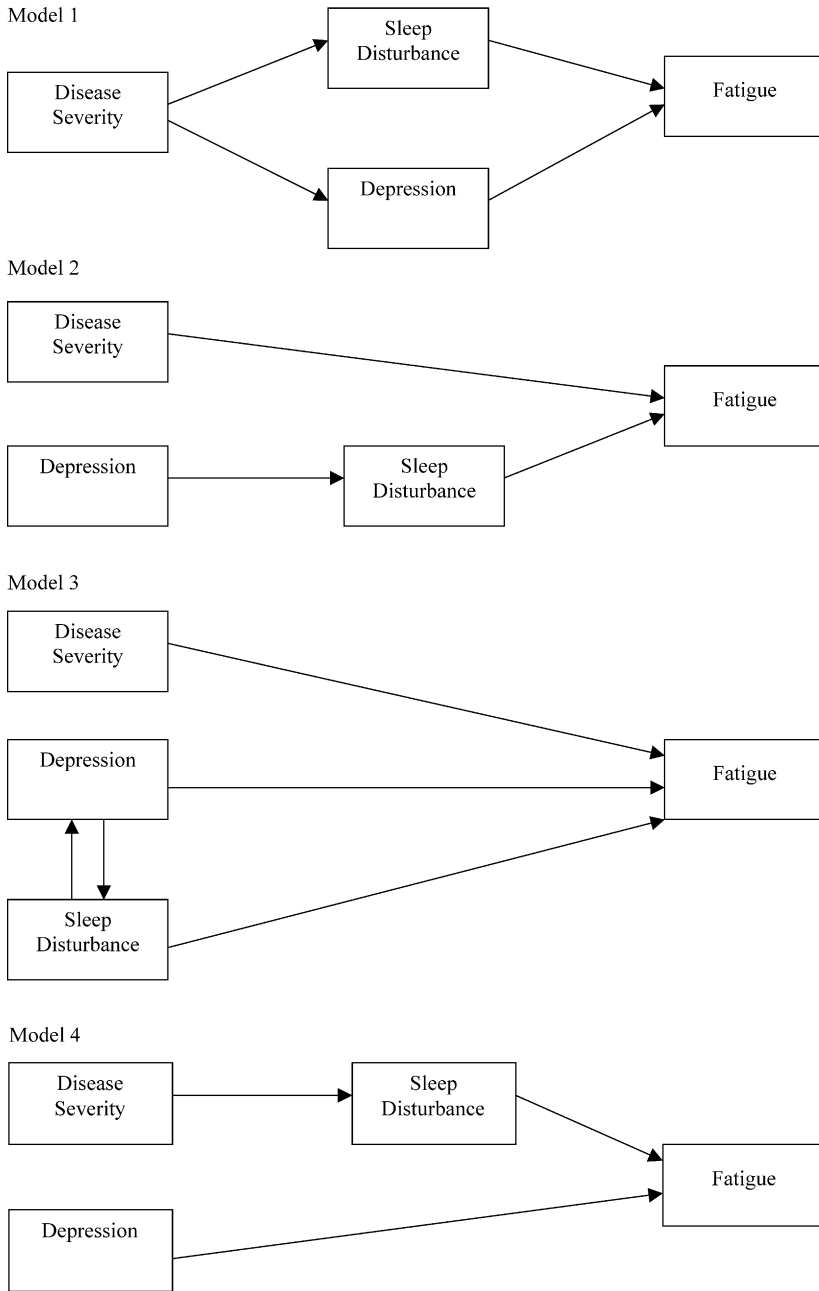 Model 1
Sleep
Disturbance
Disease
Severity
Fatigue
Depression
Model 2
Disease
Severity
Fatigue
Depression
Sleep
Disturbance
Model 3
Disease
Severity
Depression
Fatigue
Sleep
Disturbance
Model 4
Disease
Severity
Sleep
Disturbance
Fatigue
Depression